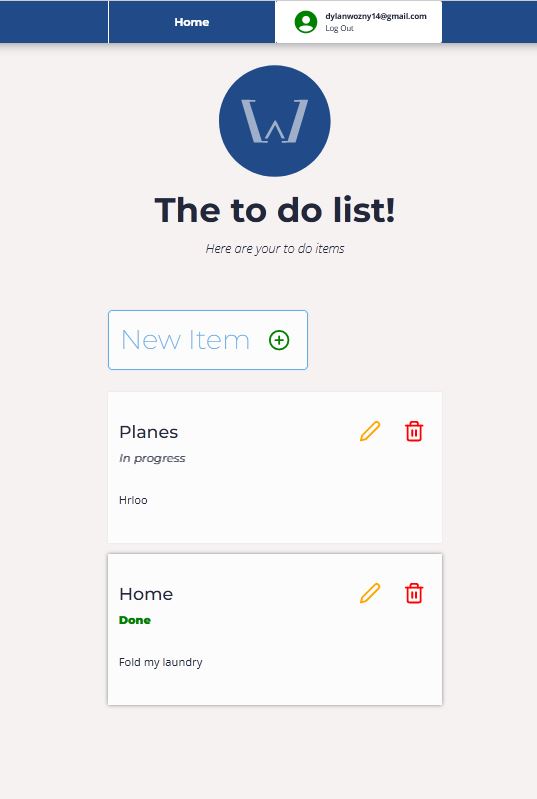 Home
dylanwozny14@gmail.com
Log Out
W
The to do list!
Here are your to do items
New Item
Planes
In progress
Hrloo
Home
Done
Fold my laundry